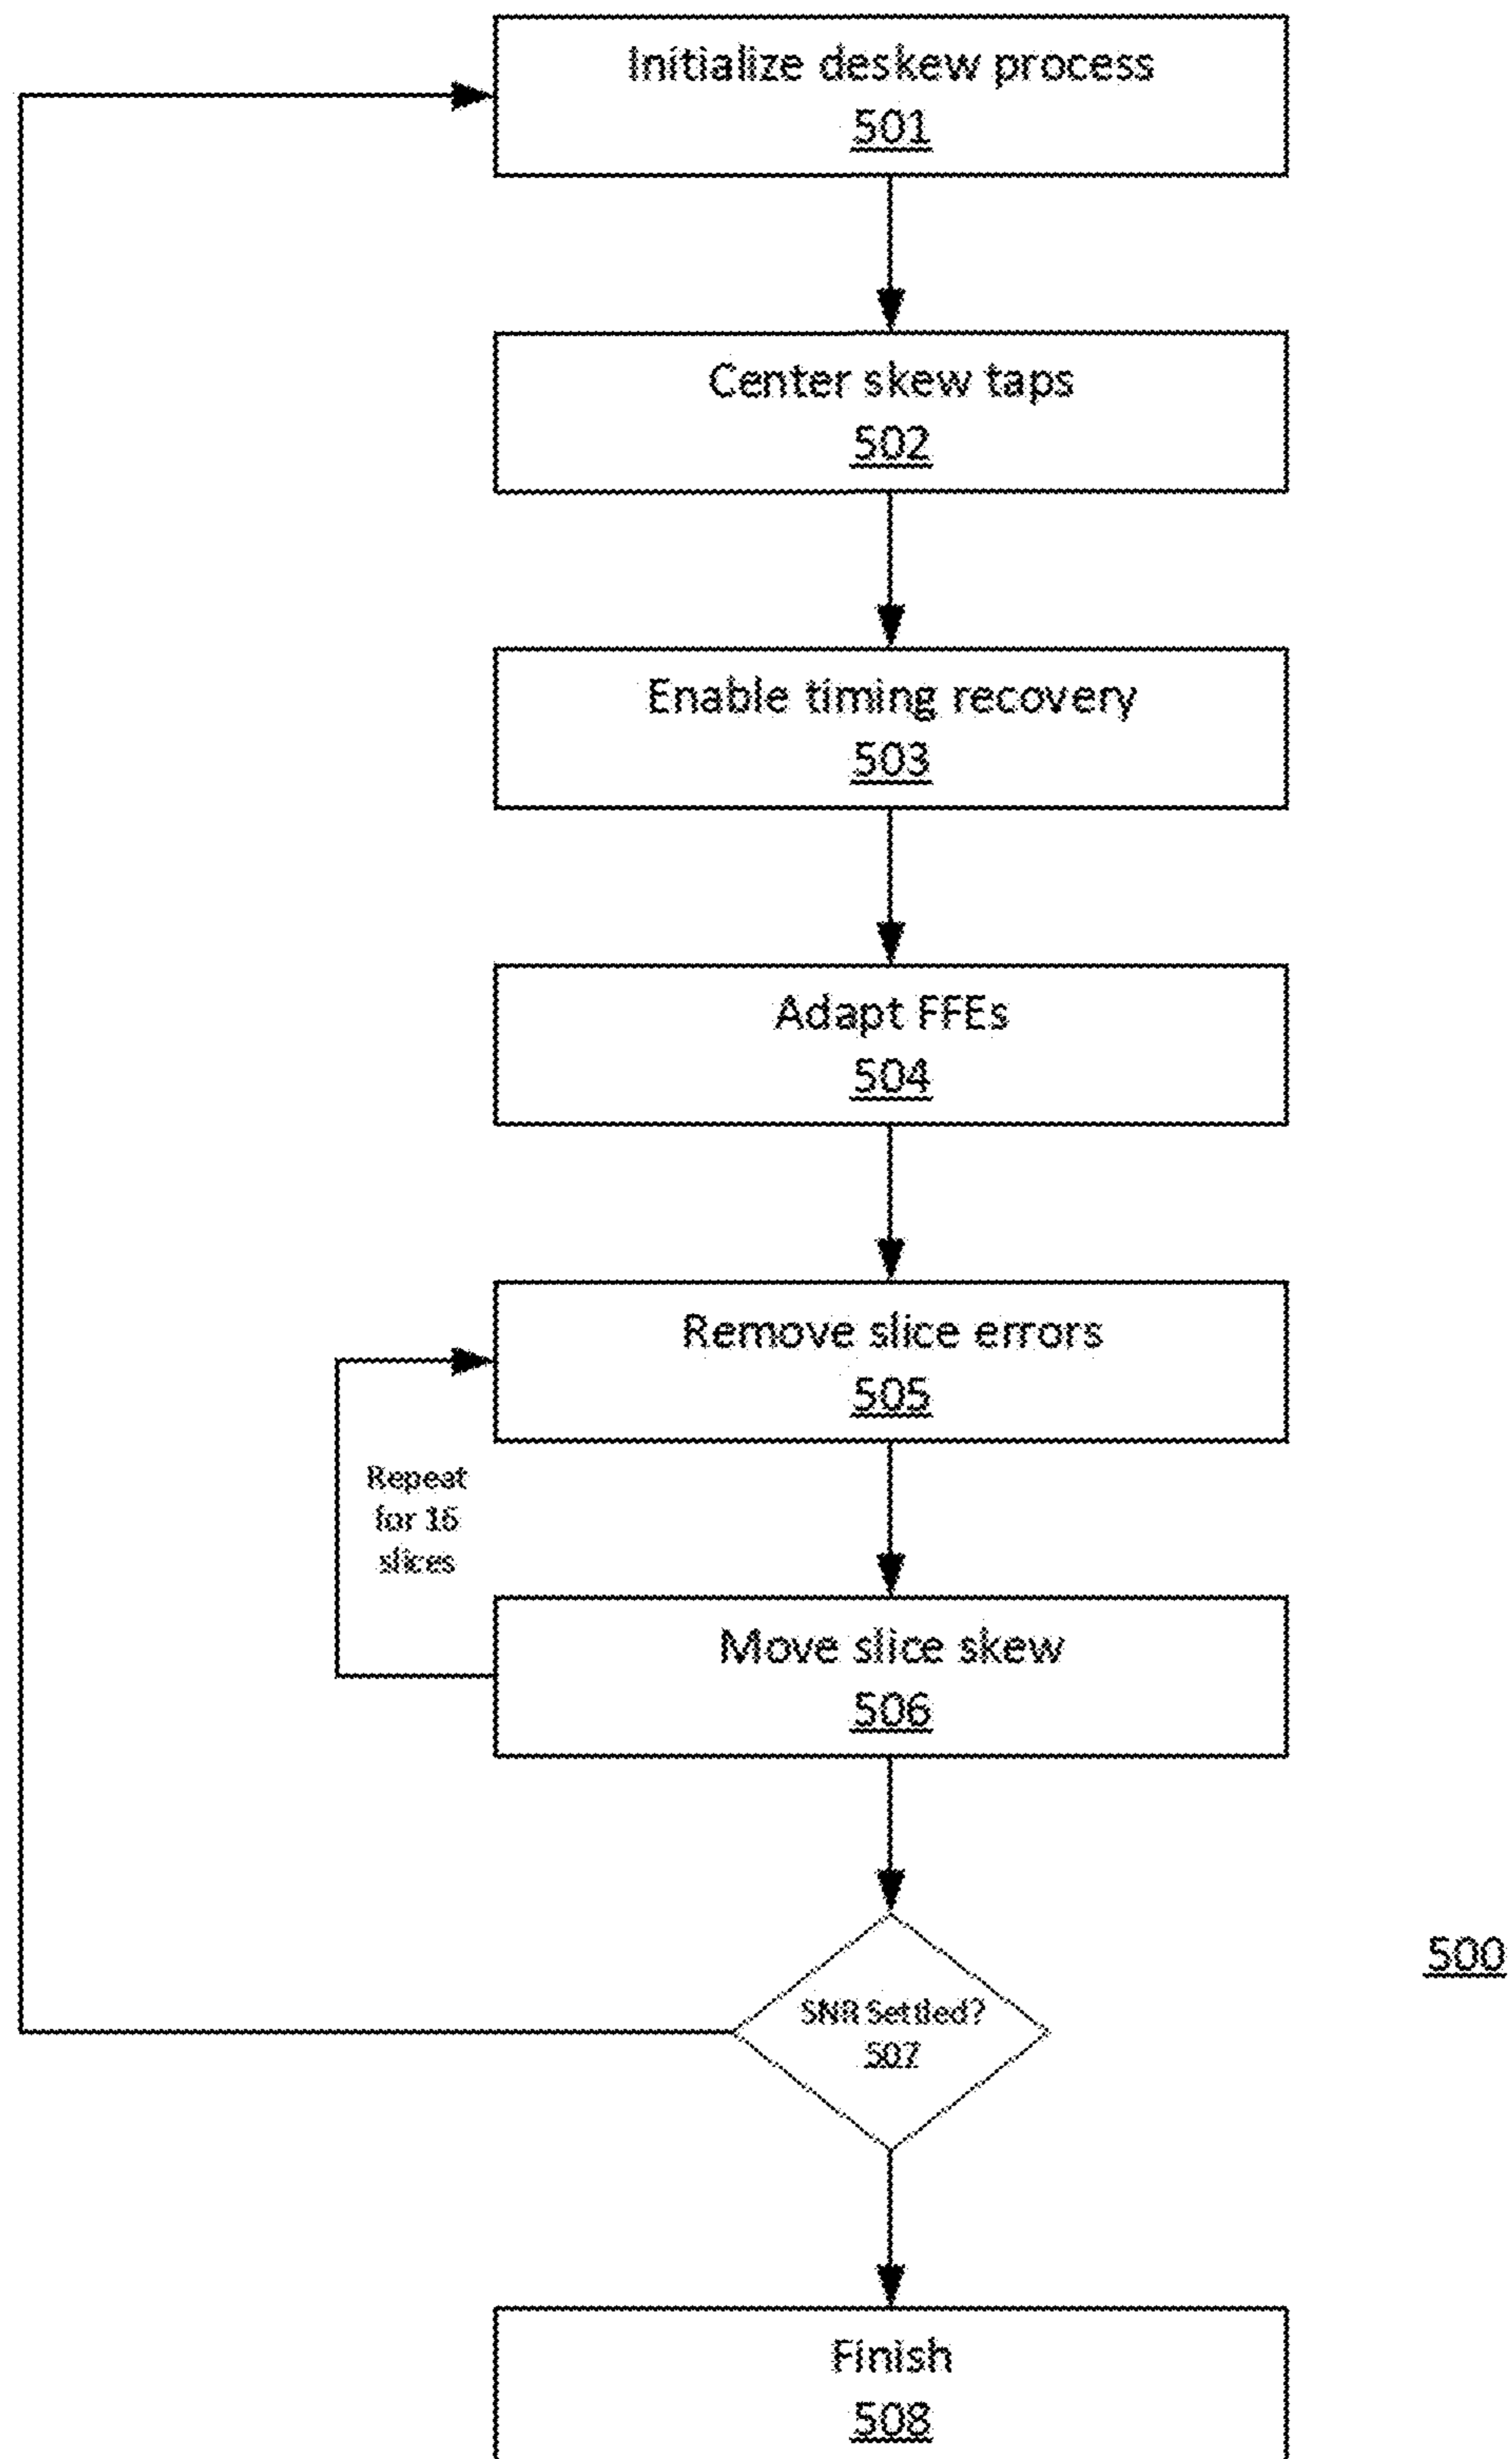 Initialize deskew process
501
Center skew taps
502
Enable timing recovery
503
Adapt FFEs
504
Remove slice errors
505
Repeat
for 16
slices
Move slice skew
506
SNR Settled?
507
500
Finish
508